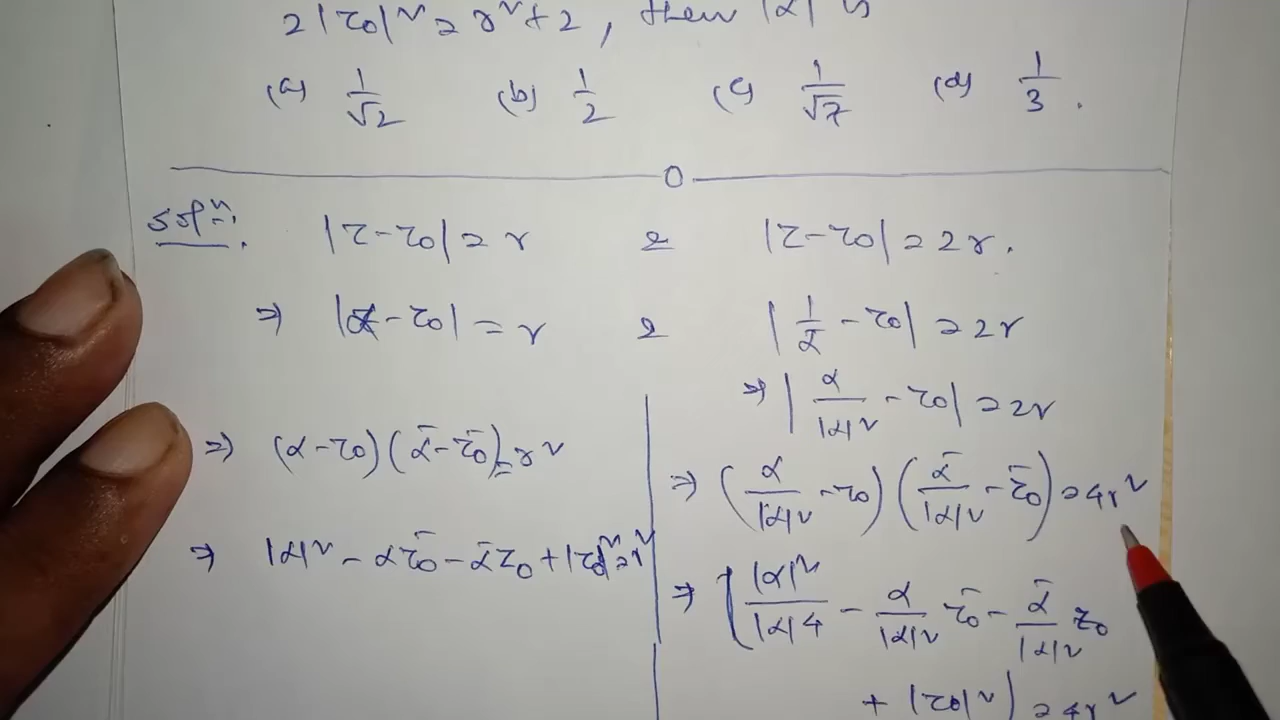 2|z₀|² = r² + 2, then |α| is
(a) 1/√2 (b) 1/2 (c) 1/√7 (d) 1/3.
Solⁿ:. |z-z₀| = r & |z-z₀| = 2r.
⇒ |α-z₀| = r & |1/ᾱ - z₀| = 2r
⇒ |α/|α|² - z₀| = 2r
⇒ (α-z₀)(ᾱ-z̄₀) = r²
⇒ (α/|α|² - z₀)(ᾱ/|α|² - z̄₀) = 4r²
⇒ |α|² - αz̄₀ - ᾱz₀ + |z₀|² = r²
⇒ [|α|²/|α|⁴ - α/|α|² z̄₀ - ᾱ/|α|² z₀
+ |z₀|²] = 4r²